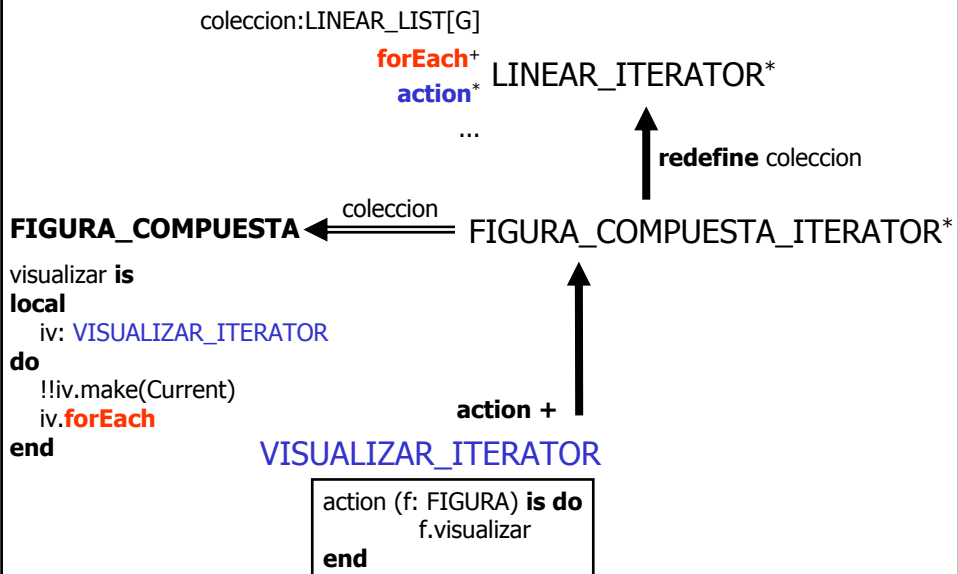 coleccion:LINEAR_LIST[G]
forEach+
action*
...
LINEAR_ITERATOR*
redefine coleccion
FIGURA_COMPUESTA
coleccion
FIGURA_COMPUESTA_ITERATOR*
visualizar is
local
iv: VISUALIZAR_ITERATOR
do
!!iv.make(Current)
iv.forEach
end
action +
VISUALIZAR_ITERATOR
action (f: FIGURA) is do
f.visualizar
end